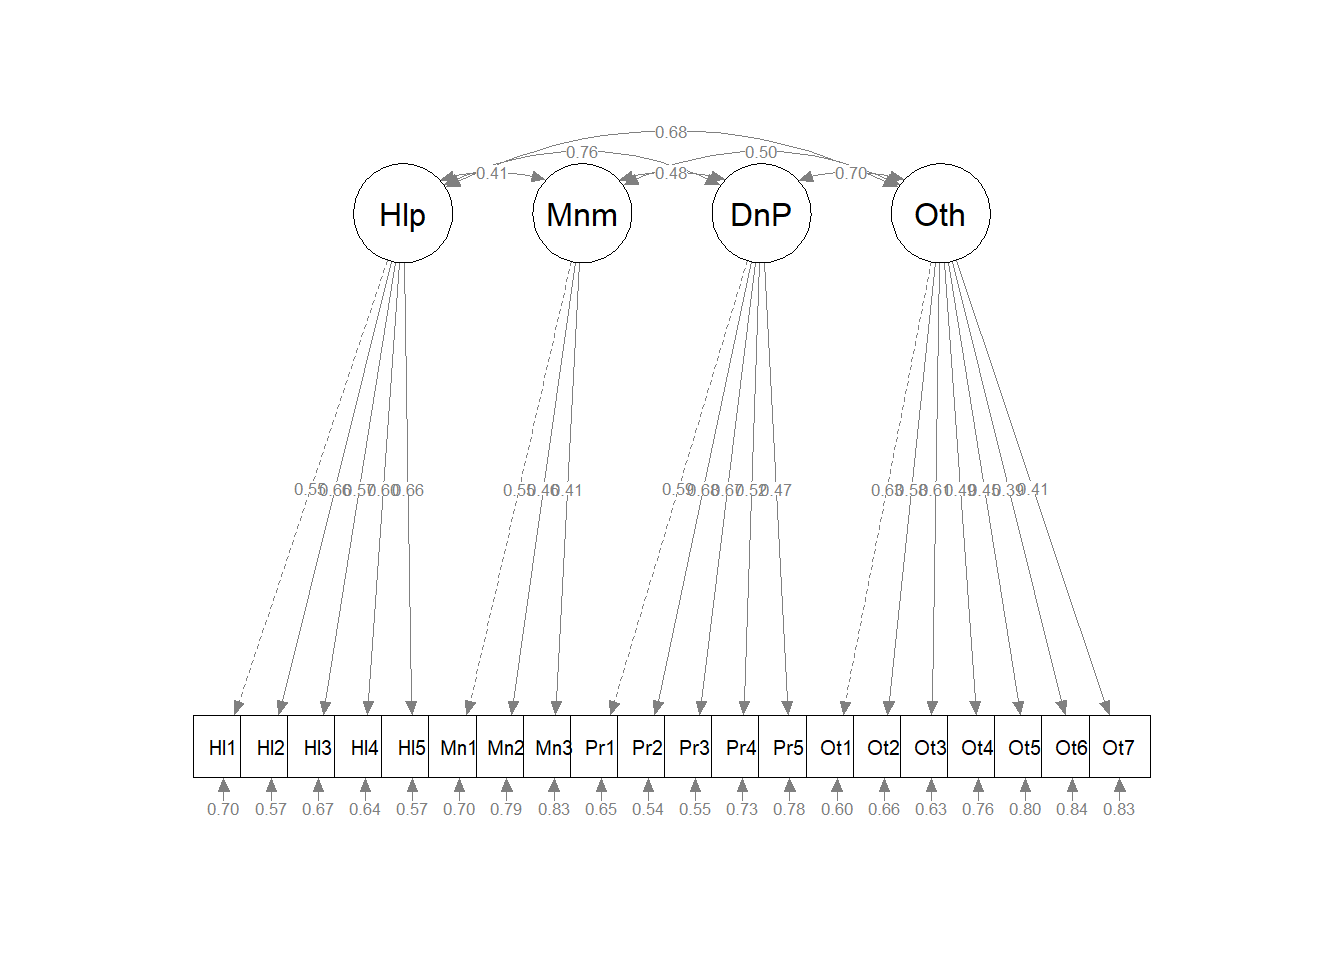 0.68
0.76 0.50
0.41 0.48 0.70
Hlp Mnm DnP Oth
0.55 0.66 0.57 0.60 0.66 0.55 0.46 0.41 0.59 0.68 0.67 0.52 0.47 0.63 0.58 0.61 0.49 0.45 0.39 0.41
Hl1 Hl2 Hl3 Hl4 Hl5 Mn1 Mn2 Mn3 Pr1 Pr2 Pr3 Pr4 Pr5 Ot1 Ot2 Ot3 Ot4 Ot5 Ot6 Ot7
0.70 0.57 0.67 0.64 0.57 0.70 0.79 0.83 0.65 0.54 0.55 0.73 0.78 0.60 0.66 0.63 0.76 0.80 0.84 0.83